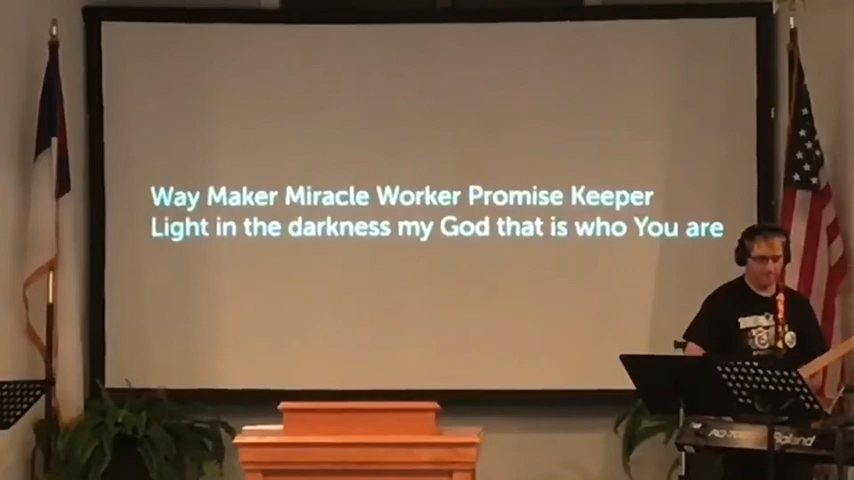 Way Maker Miracle Worker Promise Keeper
Light in the darkness my God that is who You are
Roland